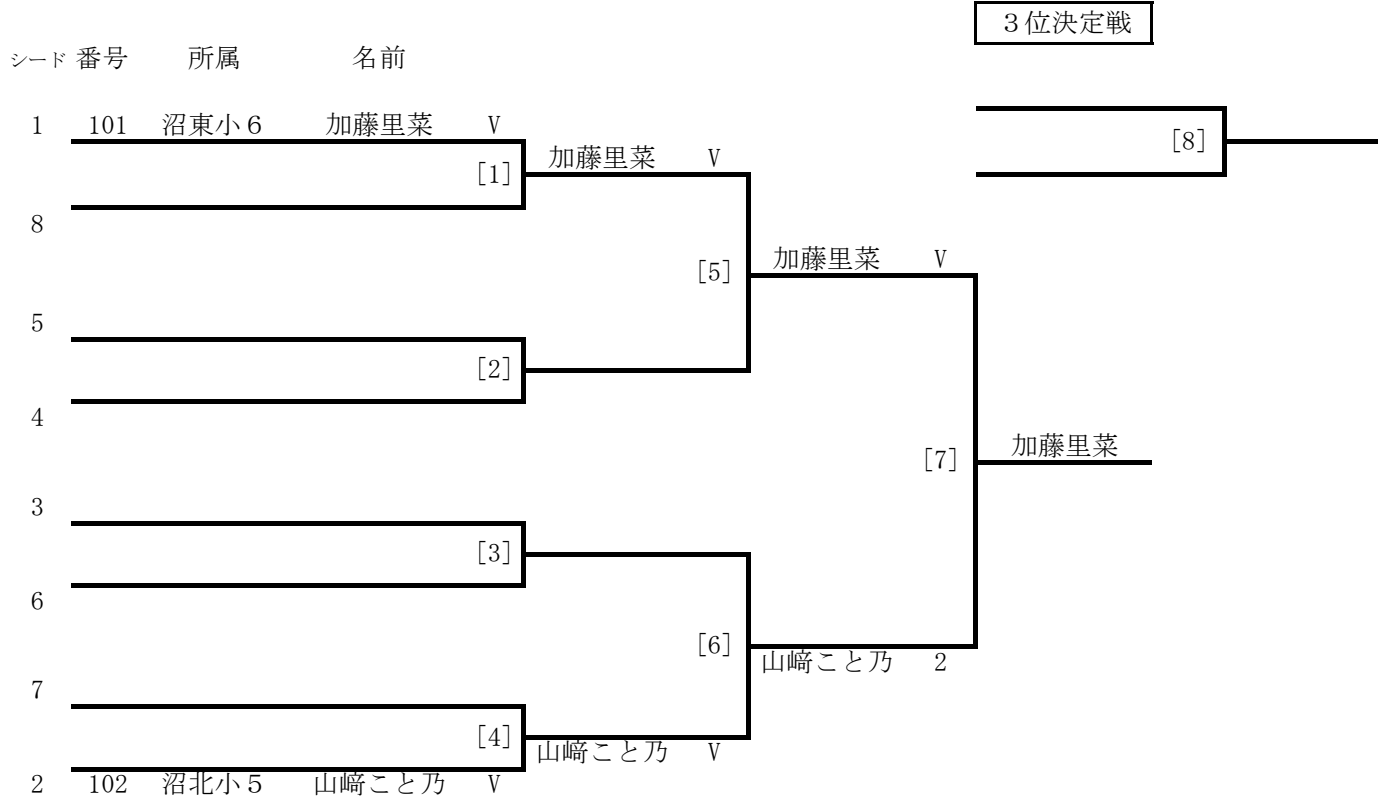 ３位決定戦
シード 番号 所属 名前
1 101 沼東小６ 加藤里菜 V
[8]
加藤里菜 V
[1]
8
加藤里菜 V
[5]
5
[2]
4
加藤里菜
[7]
3
[3]
6
[6]
山﨑こと乃 2
7
[4]
山﨑こと乃 V
2 102 沼北小５ 山﨑こと乃 V